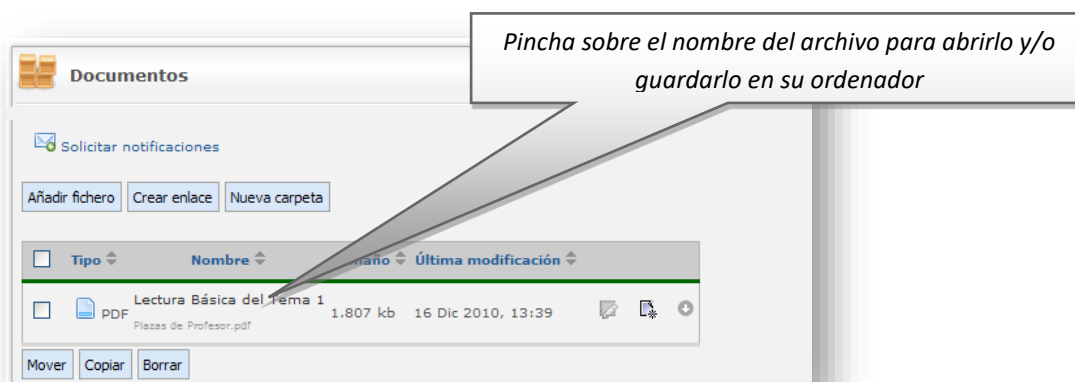 Pincha sobre el nombre del archivo para abrirlo y/o
guardarlo en su ordenador
Documentos
Solicitar notificaciones
Añadir fichero Crear enlace Nueva carpeta
Tipo Nombre Tamaño Última modificación
PDF Lectura Básica del Tema 1 1.807 kb 16 Dic 2010, 13:39
Plazas de Profesor.pdf
Mover Copiar Borrar